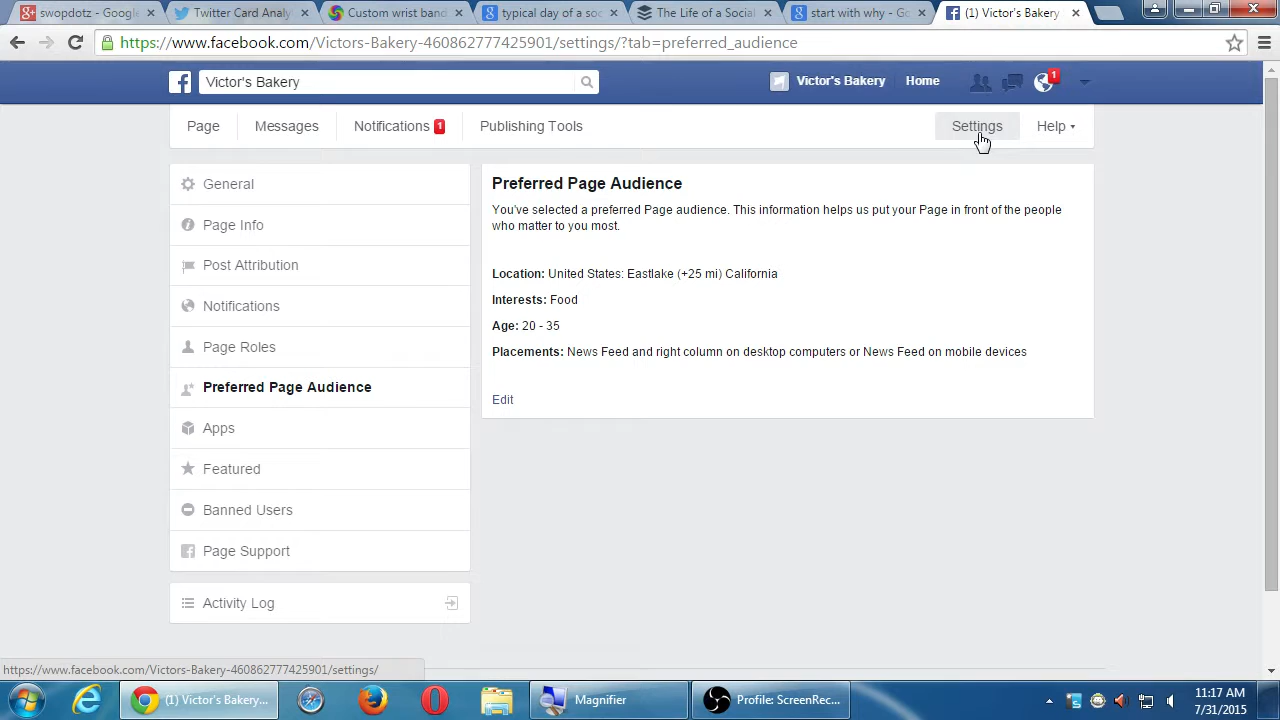 swopdotz - Google
Twitter Card Analy
Custom wrist band
typical day of a soc
The Life of a Social
start with why - Go
(1) Victor's Bakery
https://www.facebook.com/Victors-Bakery-460862777425901/settings/?tab=preferred_audience
Victor's Bakery
Victor's Bakery
Home
1
Page
Messages
Notifications 1
Publishing Tools
Settings
Help
General
Page Info
Post Attribution
Notifications
Page Roles
Preferred Page Audience
Apps
Featured
Banned Users
Page Support
Activity Log
Preferred Page Audience
You've selected a preferred Page audience. This information helps us put your Page in front of the people
who matter to you most.
Location: United States: Eastlake (+25 mi) California
Interests: Food
Age: 20 - 35
Placements: News Feed and right column on desktop computers or News Feed on mobile devices
Edit
https://www.facebook.com/Victors-Bakery-460862777425901/settings/
(1) Victor's Bakery...
Magnifier
Profile: ScreenRec...
11:17 AM
7/31/2015